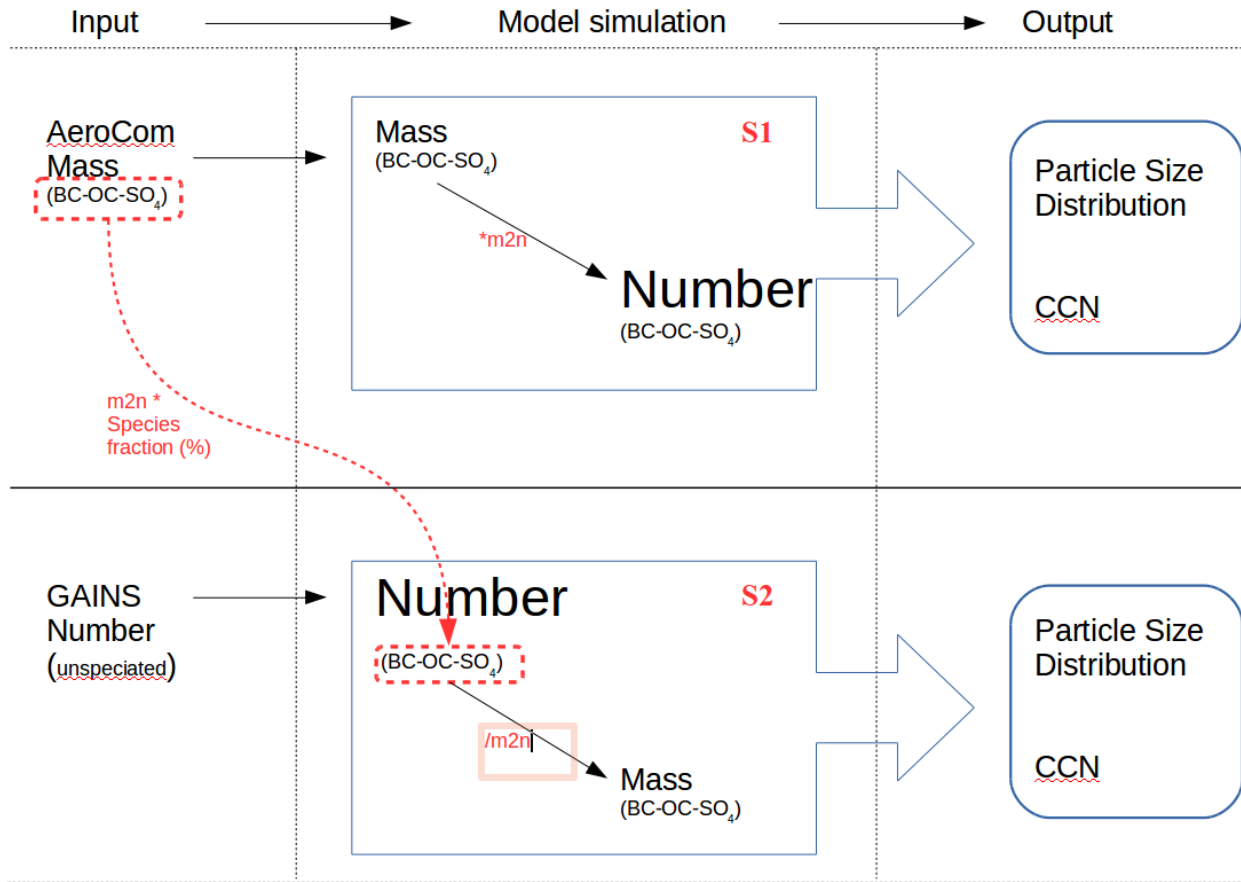 Input
Model simulation
Output
AeroCom
Mass
(BC-OC-SO4)
Mass
(BC-OC-SO4)
S1
*m2n
Number
(BC-OC-SO4)
Particle Size
Distribution
CCN
m2n *
Species
fraction (%)
GAINS
Number
(unspeciated)
Number
(BC-OC-SO4)
S2
/m2n
Mass
(BC-OC-SO4)
Particle Size
Distribution
CCN